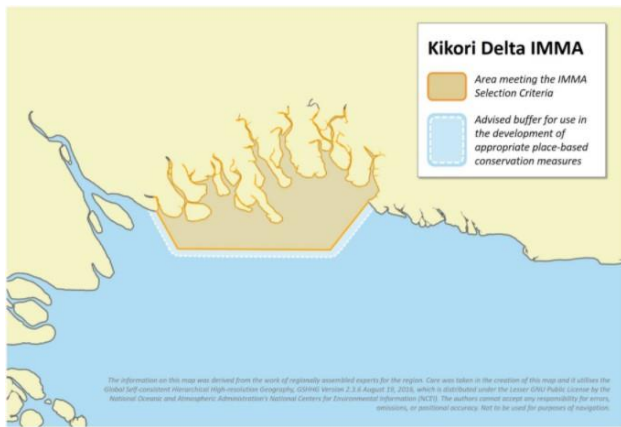 Kikori Delta IMMA
Area meeting the IMMA
Selection Criteria
Advised buffer for use in
the development of
appropriate place-based
conservation measures
The information on this map was derived from the work of regionally assembled experts for the region. Care was taken in the creation of this map and it utilises the
Global Self-consistent Hierarchical High-resolution Geography, GSHHG Version 2.3.6 August 19, 2016, which is distributed under the Lesser GNU Public License by the
National Oceanic and Atmospheric Administration's National Centers for Environmental Information (NCEI). The authors cannot accept any responsibility for errors,
omissions, or positional accuracy. Not to be used for purposes of navigation.